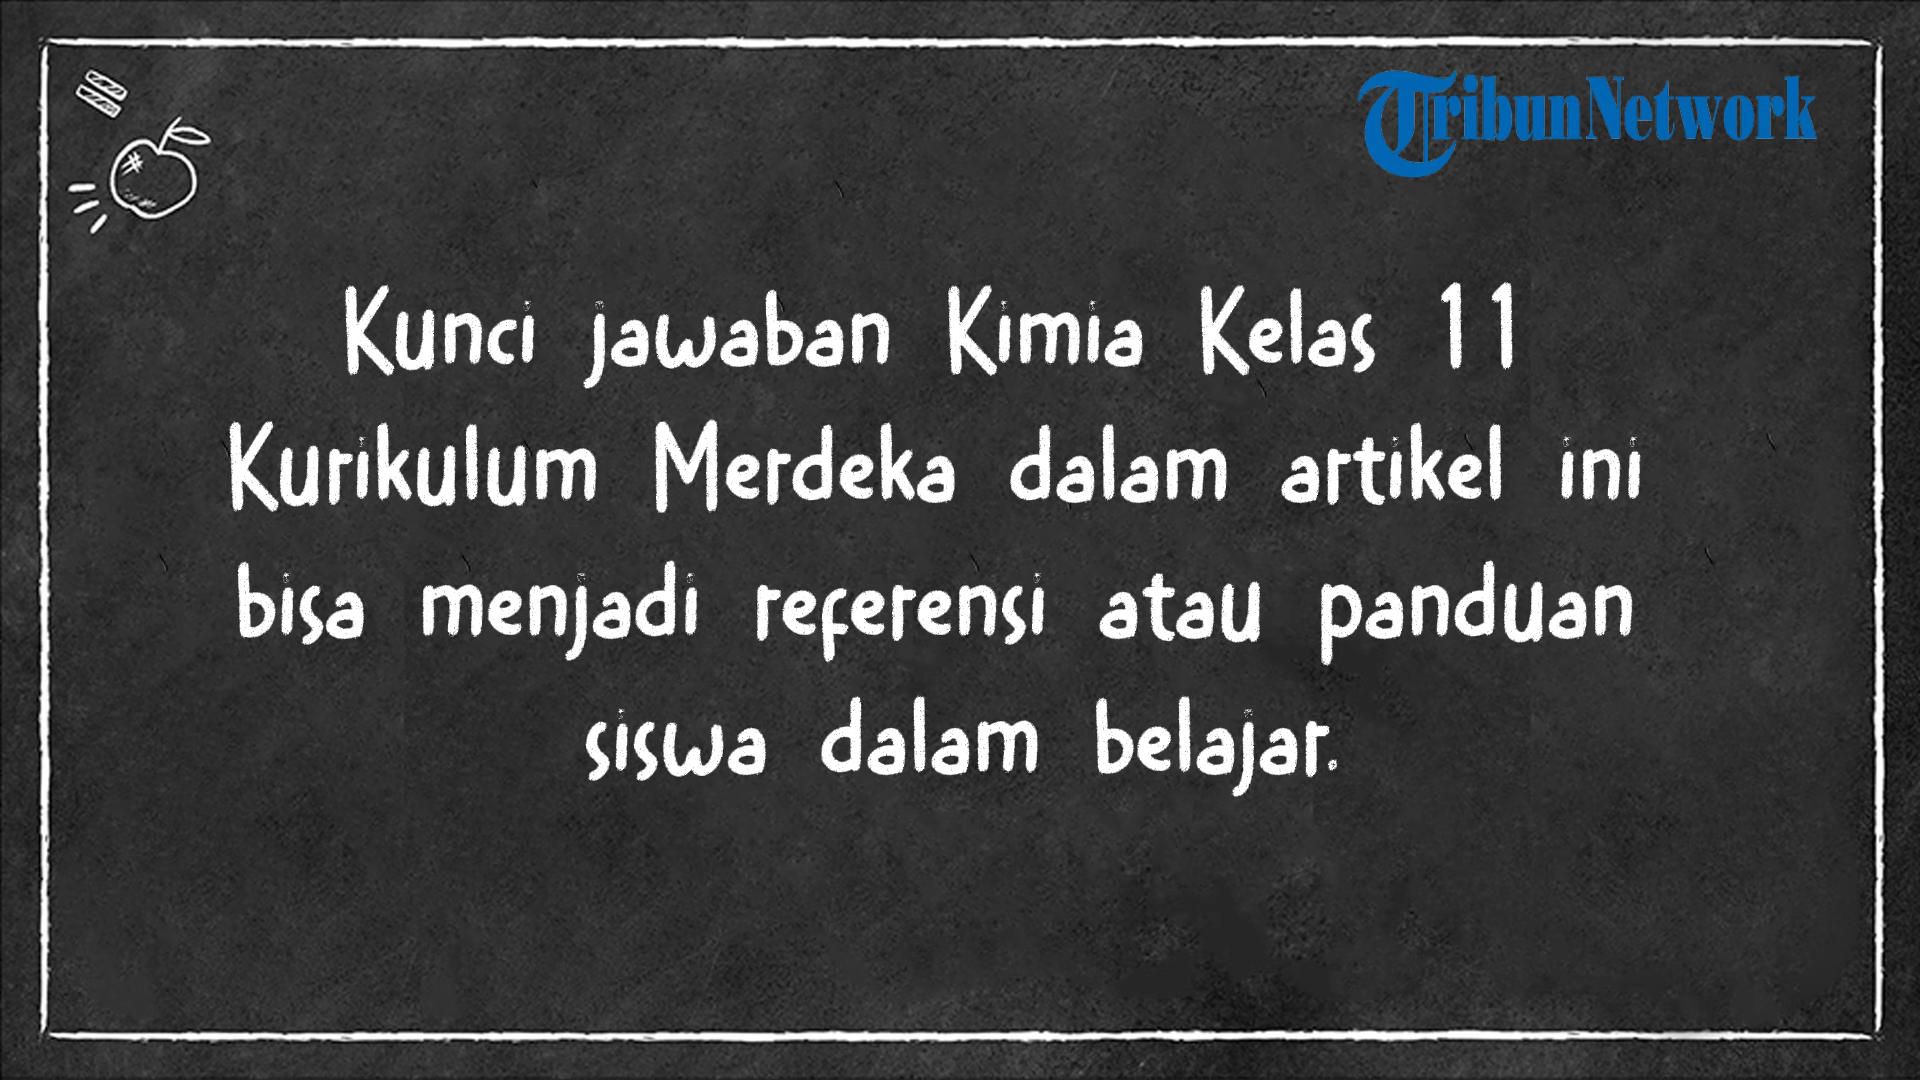 TribunNetwork
Kunci jawaban Kimia Kelas 11
Kurikulum Merdeka dalam artikel ini
bisa menjadi referensi atau panduan
siswa dalam belajar.